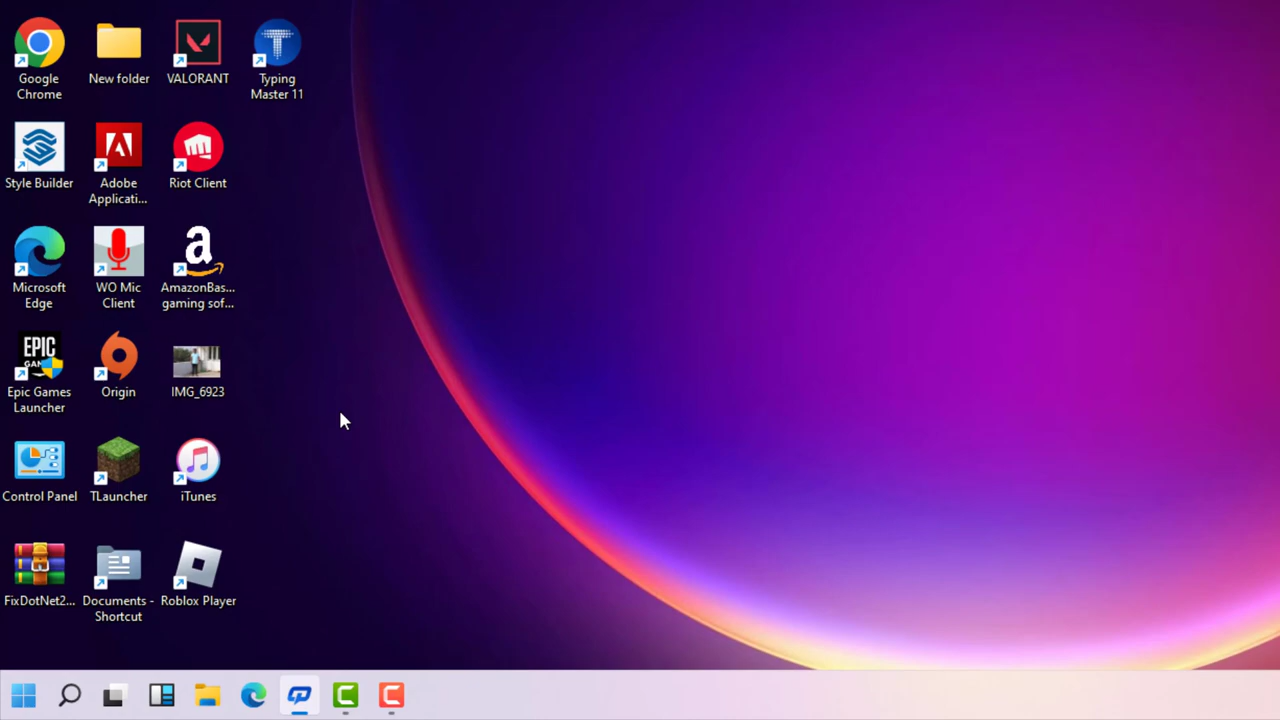 Google
Chrome
New folder
VALORANT
Typing
Master 11
Style Builder
Adobe
Applicati...
Riot Client
Microsoft
Edge
WO Mic
Client
a
AmazonBas...
gaming sof...
EPIC
Epic Games
Launcher
Origin
IMG_6923
Control Panel
TLauncher
iTunes
FixDotNet2...
Documents -
Shortcut
Roblox Player